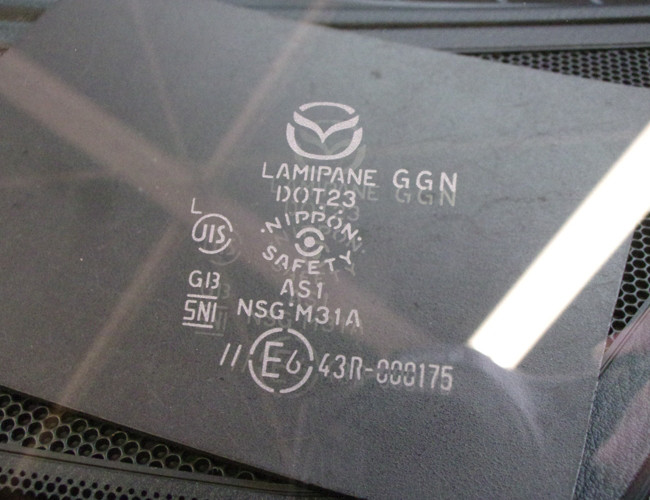 LAMIPANE GGN
DOT23
L
JIS
NIPPON
SAFETY
GB
AS1
SNI
NSG M31A
// E6 43R-000175